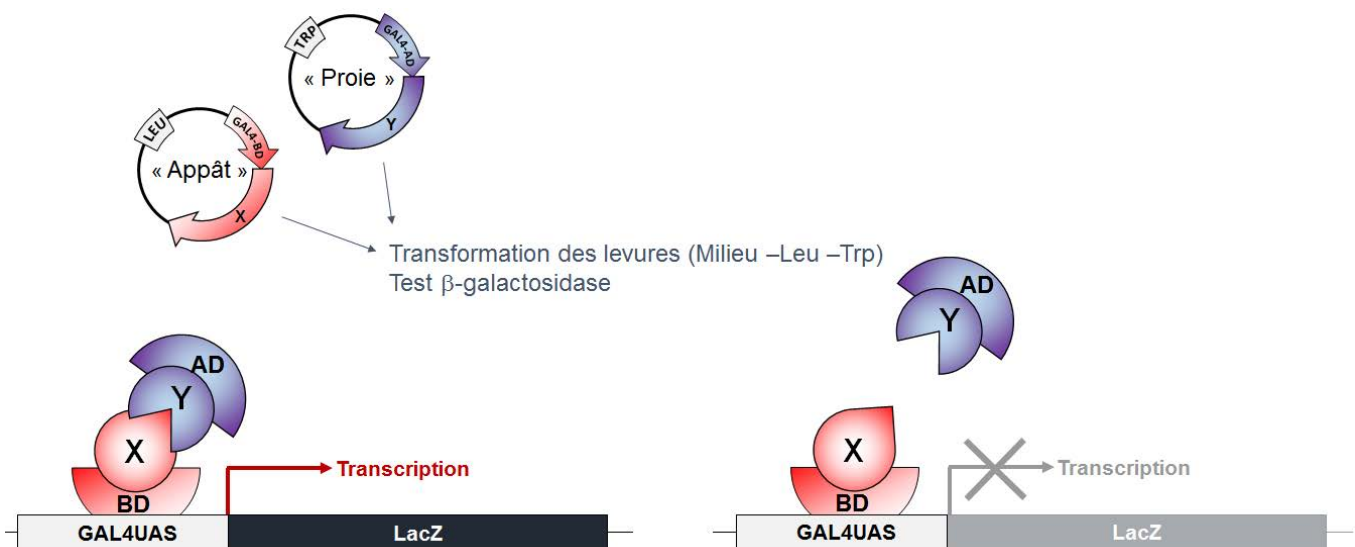 TRP
GAL4-AD
« Proie »
Y
LEU
GAL4-BD
« Appât »
X
Transformation des levures (Milieu –Leu –Trp)
Test β-galactosidase
AD
Y
X
BD
Transcription
GAL4UAS
LacZ
AD
Y
X
BD
Transcription
GAL4UAS
LacZ